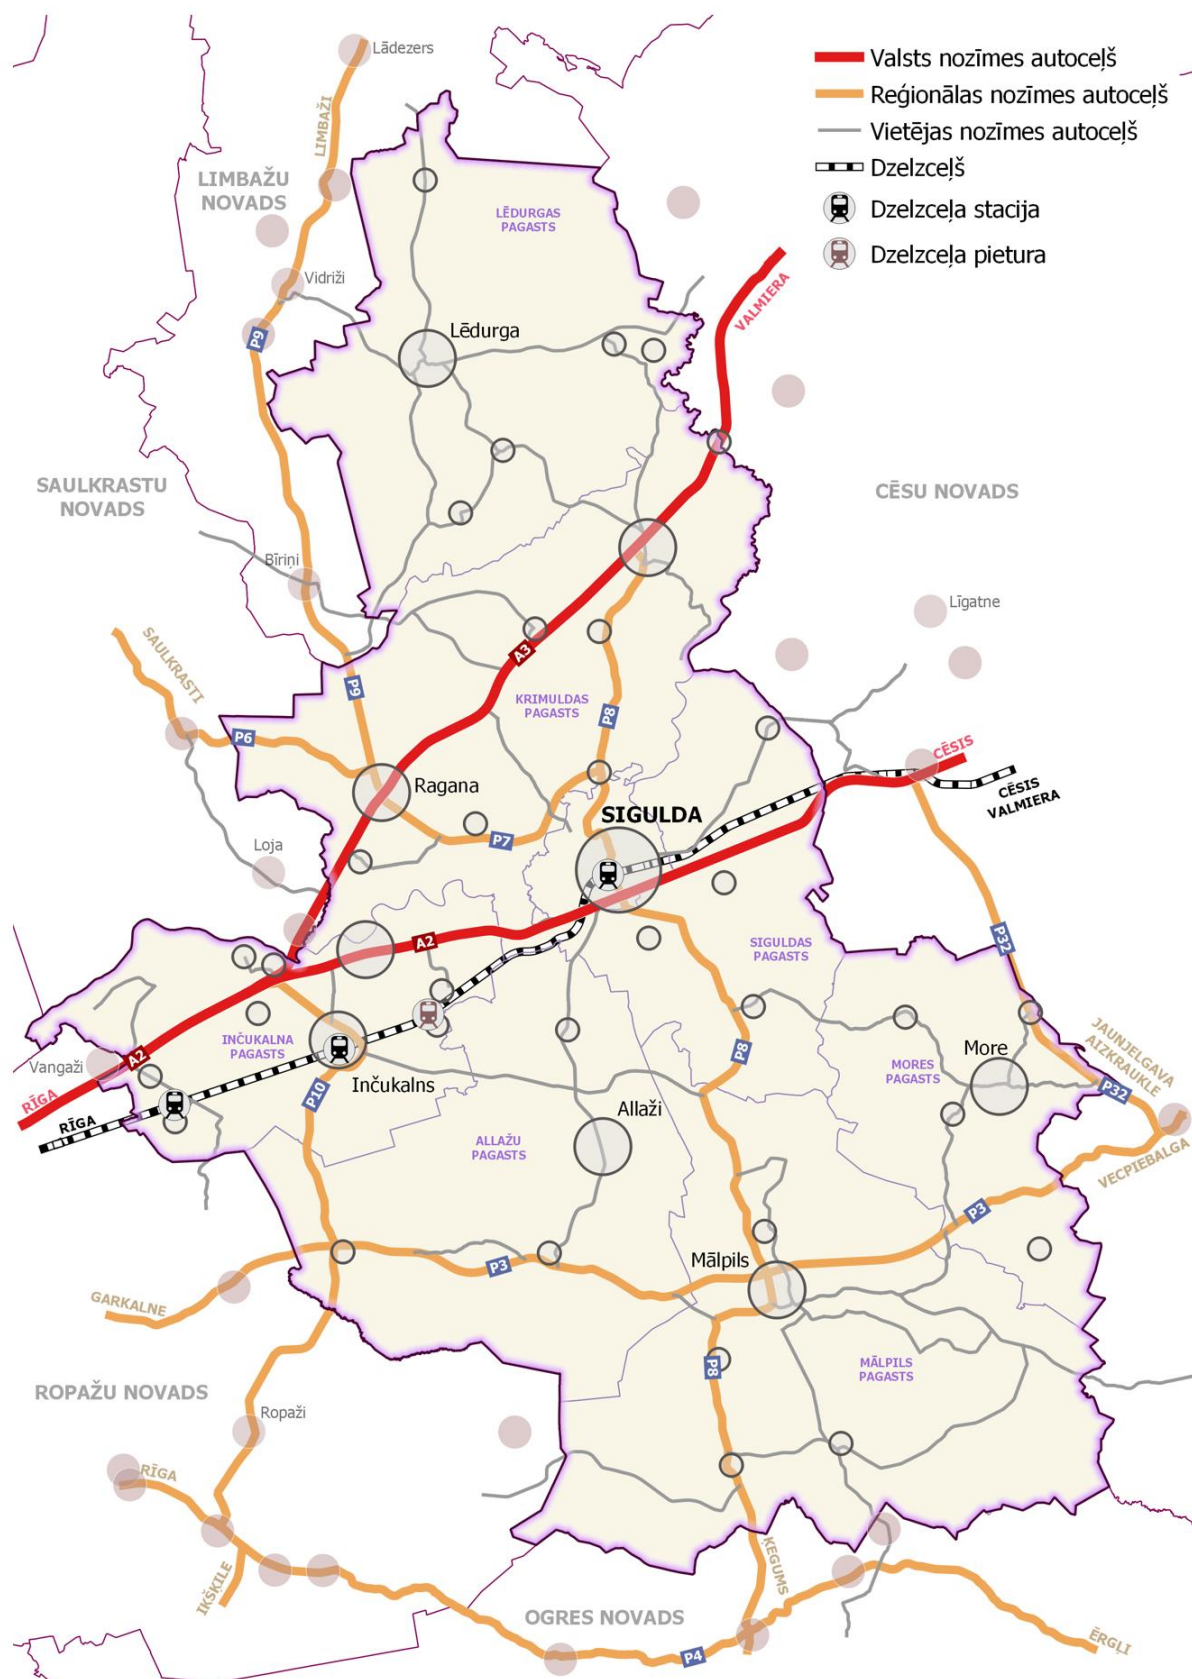 Lādezers
Valsts nozīmes autoceļš
Reģionālas nozīmes autoceļš
Vietējas nozīmes autoceļš
Dzelzceļš
Dzelzceļa stacija
Dzelzceļa pietura
LIMBAŽI
LIMBAŽU
NOVADS
LĒDURGAS
PAGASTS
Vidriži
VALMIERA
P9
Lēdurga
SAULKRASTU
NOVADS
CĒSU NOVADS
Bīriņi
Līgatne
SAULKRASTI
A3
P9
KRIMULDAS
PAGASTS
P8
P6
CĒSIS
CĒSIS
VALMIERA
Ragana
SIGULDA
P7
Loja
A2
SIGULDAS
PAGASTS
P32
INČUKALNA
PAGASTS
JAUNJELGAVA
AIZKRAUKLE
P8
More
MORES
PAGASTS
Vangaži
A2
Inčukalns
P10
P32
RĪGA
RĪGA
Allaži
ALLAŽU
PAGASTS
VECPIEBALGA
P3
Mālpils
P3
GARKALNE
P8
MĀLPILS
PAGASTS
ROPAŽU NOVADS
Ropaži
RĪGA
ĶEGUMS
IKŠĶILE
OGRES NOVADS
ĒRGĻI
P4